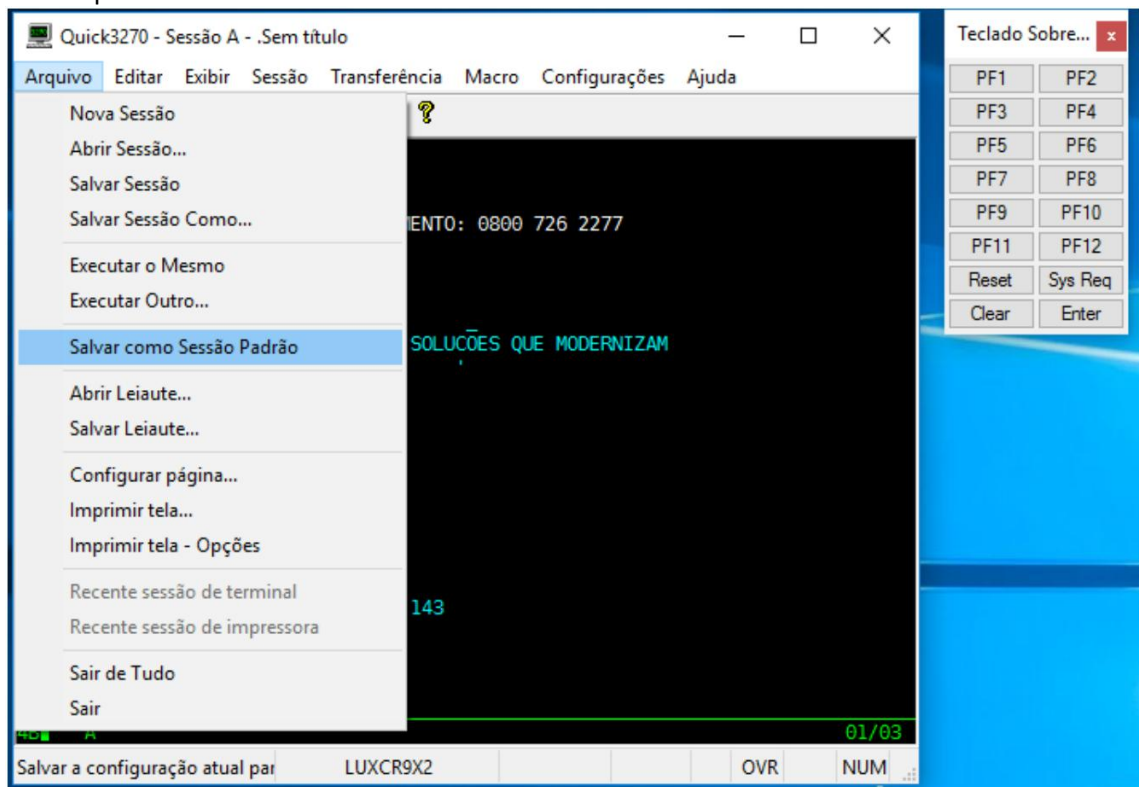 Quick3270 - Sessão A - .Sem título
Arquivo Editar Exibir Sessão Transferência Macro Configurações Ajuda
Nova Sessão
Abrir Sessão...
Salvar Sessão
Salvar Sessão Como...
Executar o Mesmo
Executar Outro...
Salvar como Sessão Padrão
Abrir Leiaute...
Salvar Leiaute...
Configurar página...
Imprimir tela...
Imprimir tela - Opções
Recente sessão de terminal
Recente sessão de impressora
Sair de Tudo
Sair
MENTO: 0800 726 2277
SOLUCOES QUE MODERNIZAM
143
A 01/03
Salvar a configuração atual par LUXCR9X2 OVR NUM
Teclado Sobre... x
PF1 PF2
PF3 PF4
PF5 PF6
PF7 PF8
PF9 PF10
PF11 PF12
Reset Sys Req
Clear Enter